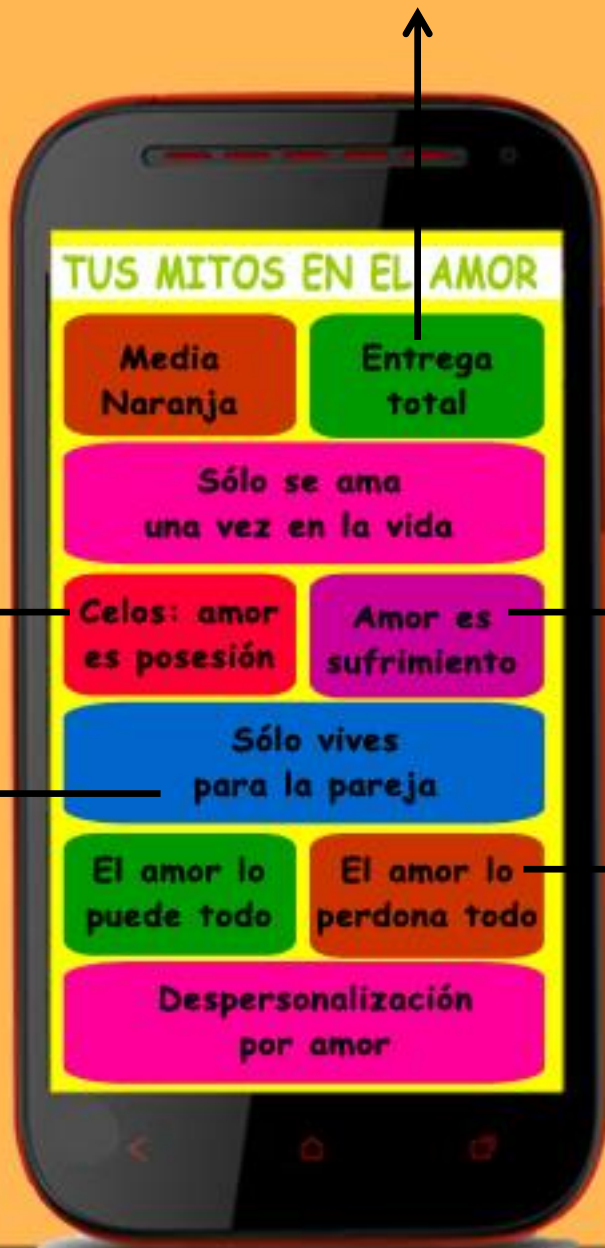 TUS MITOS EN EL AMOR
Media
Naranja
Entrega
total
Sólo se ama
una vez en la vida
Celos: amor
es posesión
Amor es
sufrimiento
Sólo vives
para la pareja
El amor lo
puede todo
El amor lo
perdona todo
Despersonalización
por amor